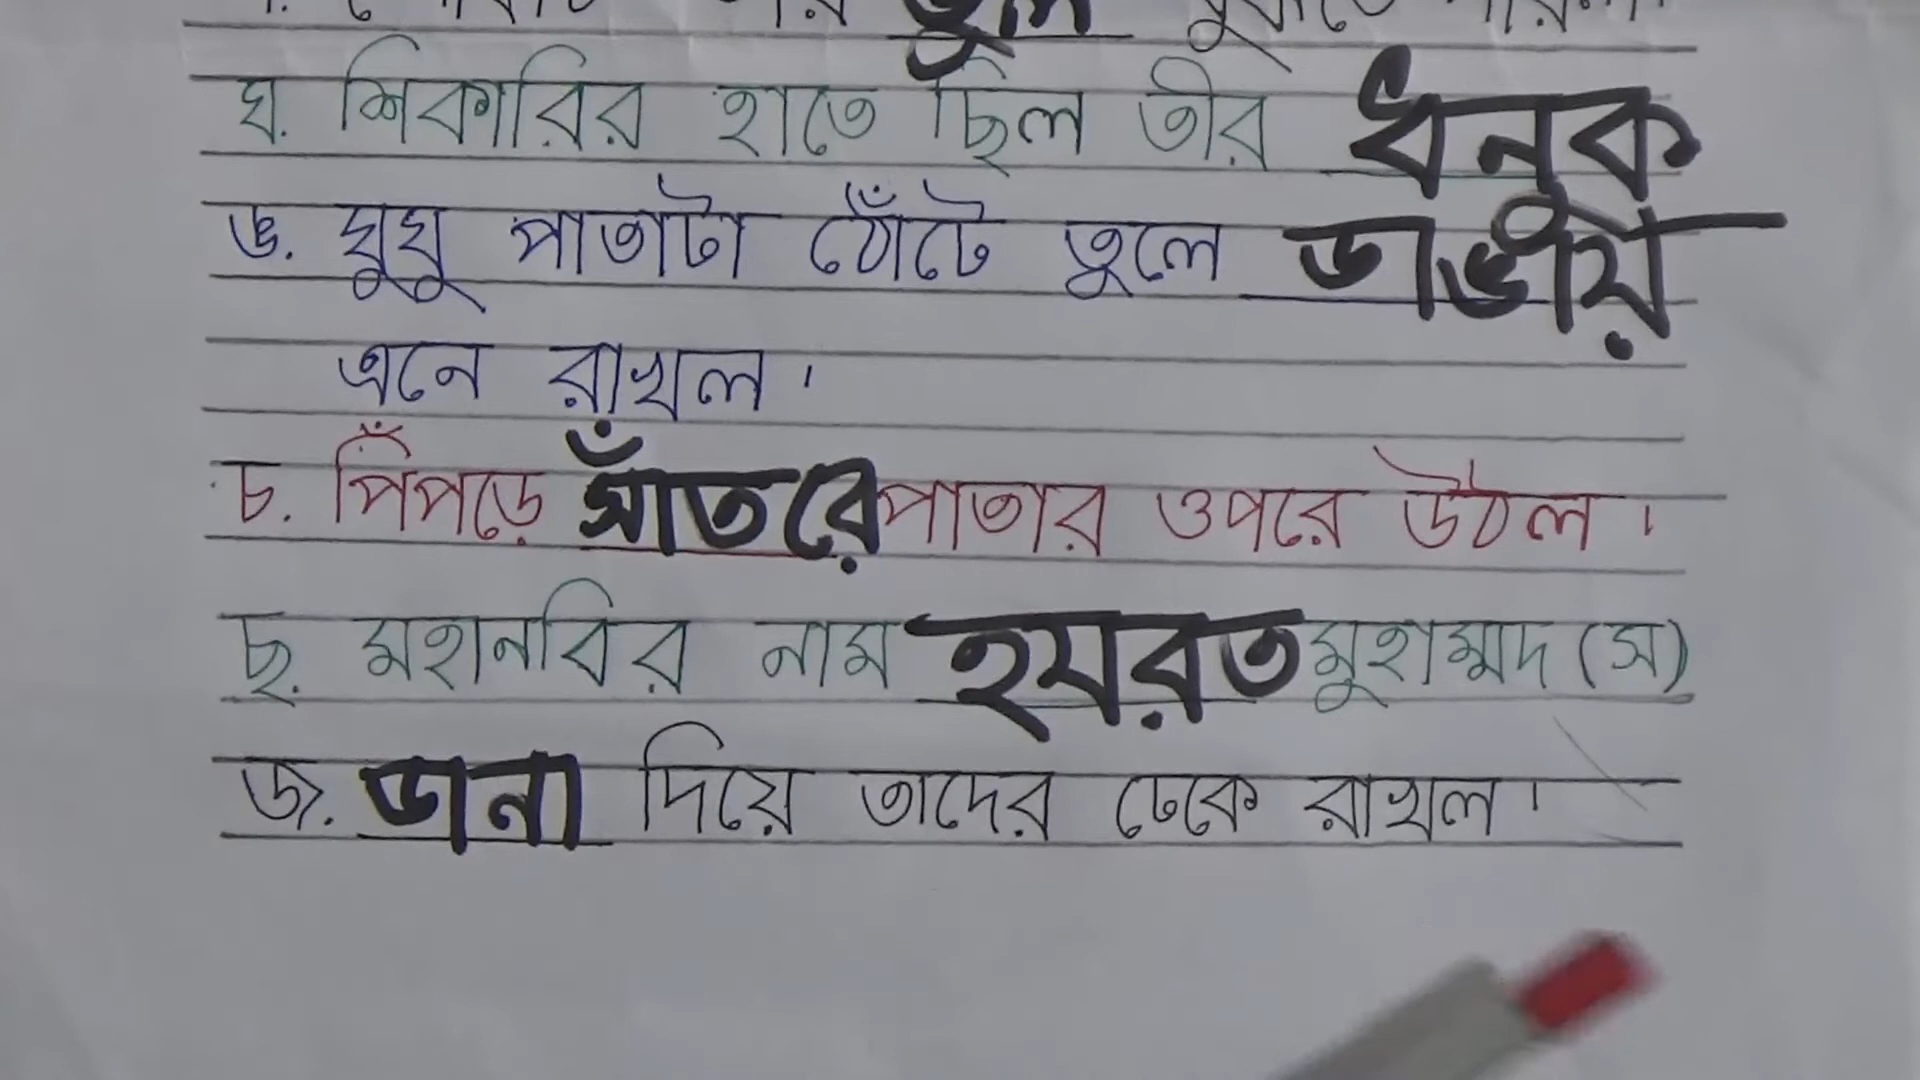 ভুল
ঘ. শিকারির হাতে ছিল তীর ধনুক
ঙ. ঘুঘু পাতাটা ঠোঁটে তুলে ডাঙায়
এনে রাখল।
চ. পিঁপড়ে সাঁতরে পাতার ওপরে উঠল।
ছ. মহানবির নাম হযরত মুহাম্মদ (স)
জ. ডানা দিয়ে তাদের ঢেকে রাখল।